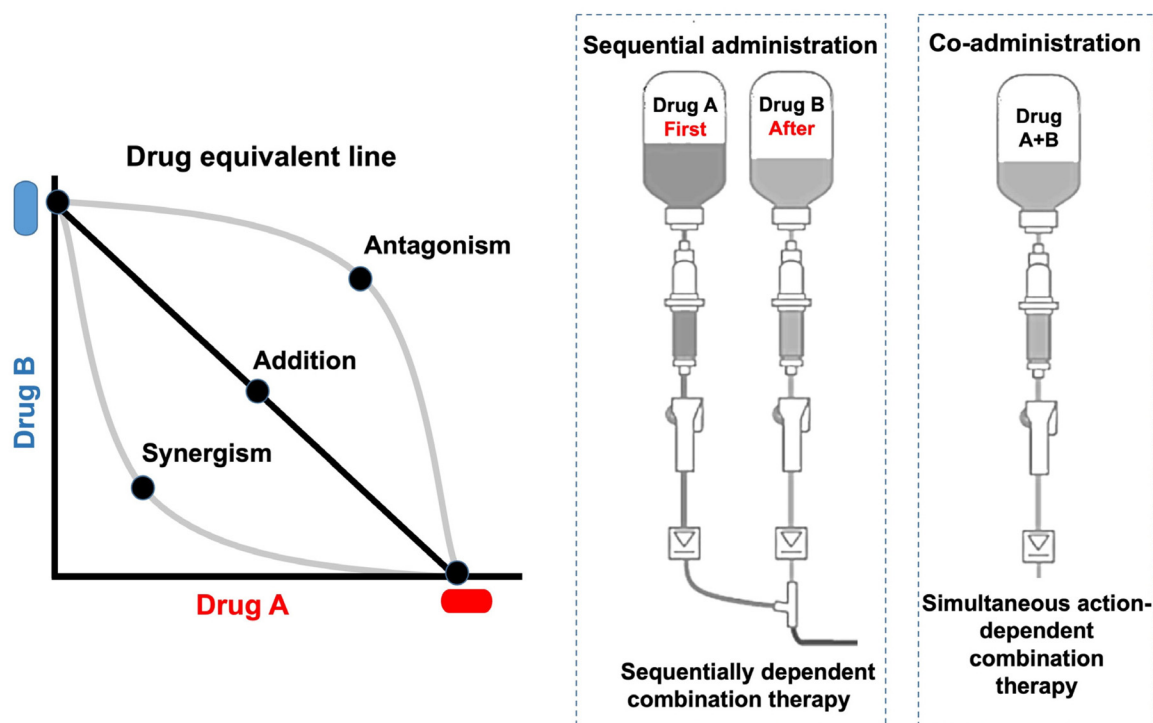 Drug equivalent line
Antagonism
Addition
Synergism
Drug B
Drug A
Sequential administration
Drug A
First
Drug B
After
Sequentially dependent
combination therapy
Co-administration
Drug
A+B
Simultaneous action-
dependent
combination
therapy